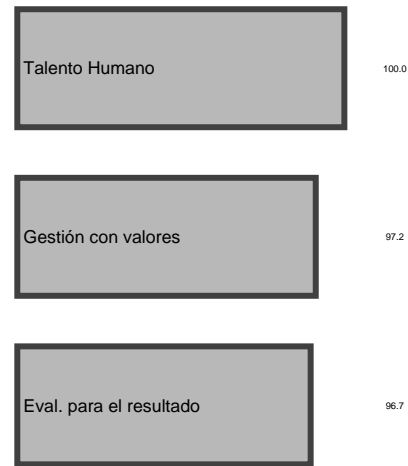 Talento Humano 100.0
Gestión con valores 97.2
Eval. para el resultado 96.7